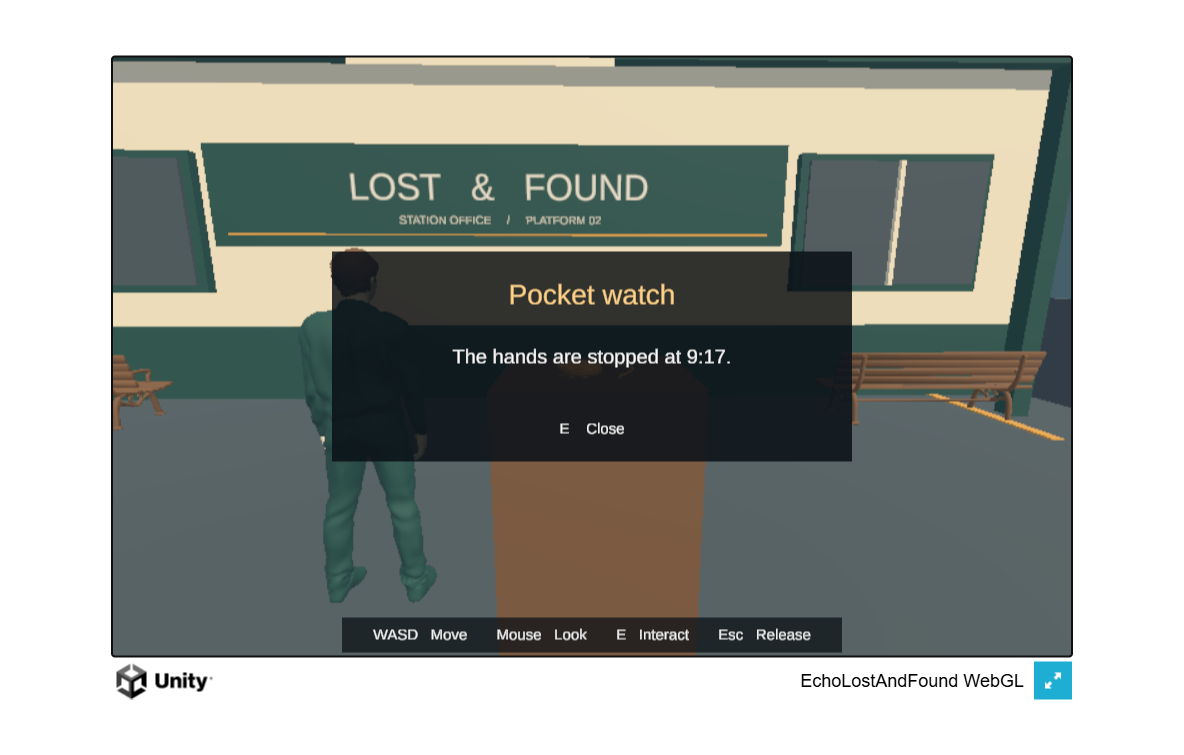 LOST & FOUND
STATION OFFICE / PLATFORM 02
Pocket watch
The hands are stopped at 9:17.
E Close
WASD Move Mouse Look E Interact Esc Release
Unity
EchoLostAndFound WebGL